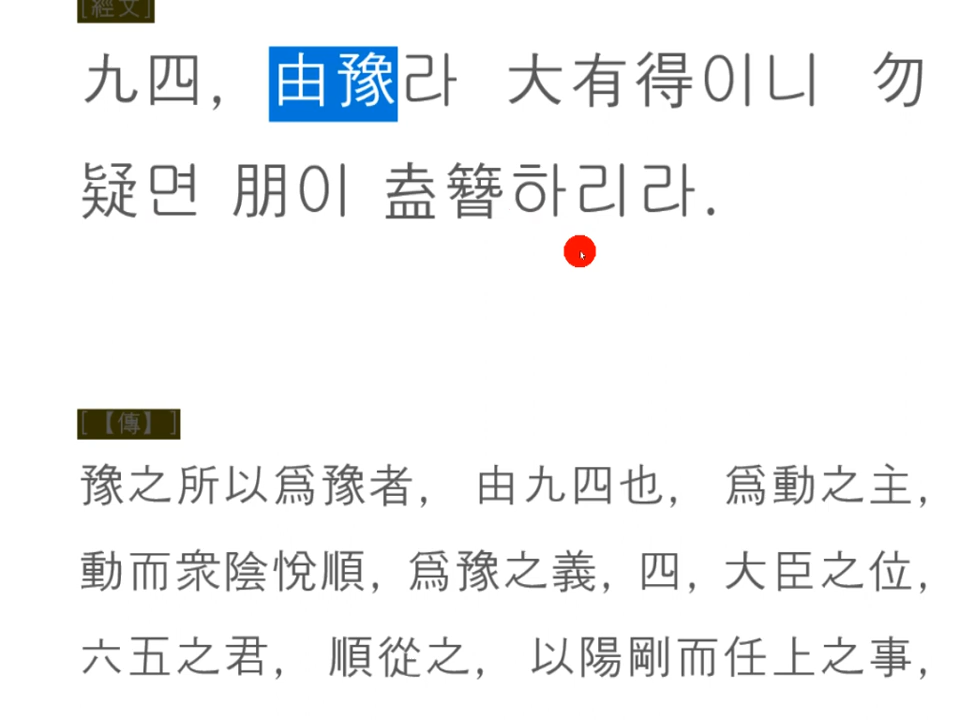 [經文]
九四, 由豫라 大有得이니 勿
疑면 朋이 盍簪하리라.
[【傳】]
豫之所以爲豫者, 由九四也, 爲動之主,
動而衆陰悅順, 爲豫之義, 四, 大臣之位,
六五之君, 順從之, 以陽剛而任上之事,